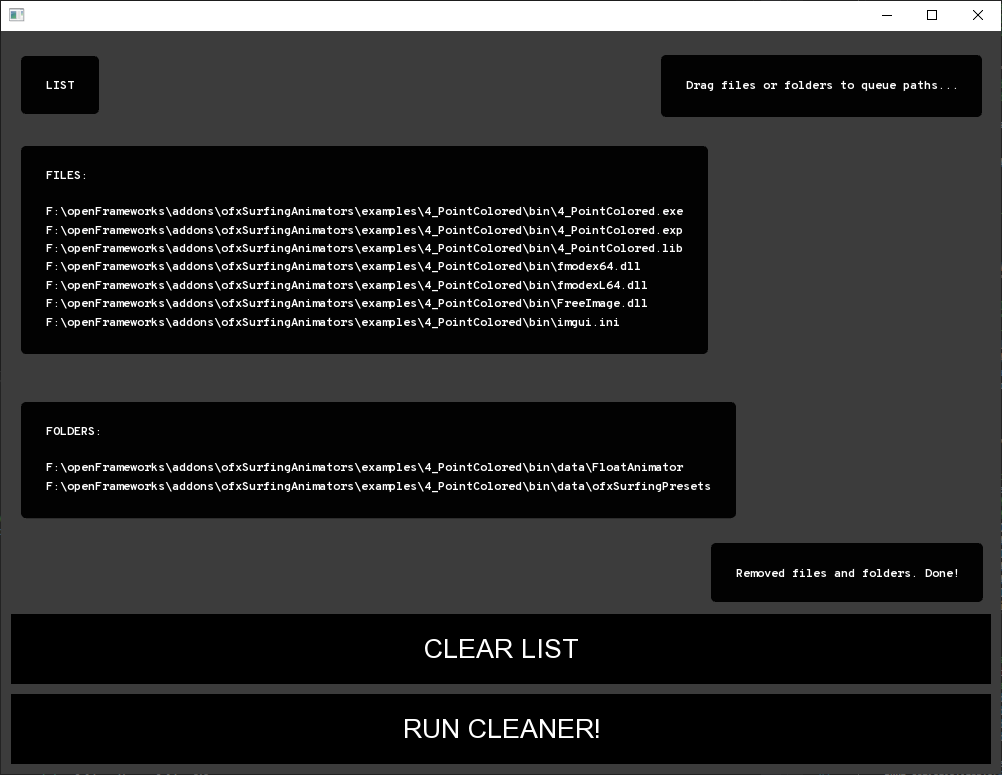 LIST
Drag files or folders to queue paths...
FILES:
F:\openFrameworks\addons\ofxSurfingAnimators\examples\4_PointColored\bin\4_PointColored.exe
F:\openFrameworks\addons\ofxSurfingAnimators\examples\4_PointColored\bin\4_PointColored.exp
F:\openFrameworks\addons\ofxSurfingAnimators\examples\4_PointColored\bin\4_PointColored.lib
F:\openFrameworks\addons\ofxSurfingAnimators\examples\4_PointColored\bin\fmodex64.dll
F:\openFrameworks\addons\ofxSurfingAnimators\examples\4_PointColored\bin\fmodexL64.dll
F:\openFrameworks\addons\ofxSurfingAnimators\examples\4_PointColored\bin\FreeImage.dll
F:\openFrameworks\addons\ofxSurfingAnimators\examples\4_PointColored\bin\imgui.ini
FOLDERS:
F:\openFrameworks\addons\ofxSurfingAnimators\examples\4_PointColored\bin\data\FloatAnimator
F:\openFrameworks\addons\ofxSurfingAnimators\examples\4_PointColored\bin\data\ofxSurfingPresets
Removed files and folders. Done!
CLEAR LIST
RUN CLEANER!